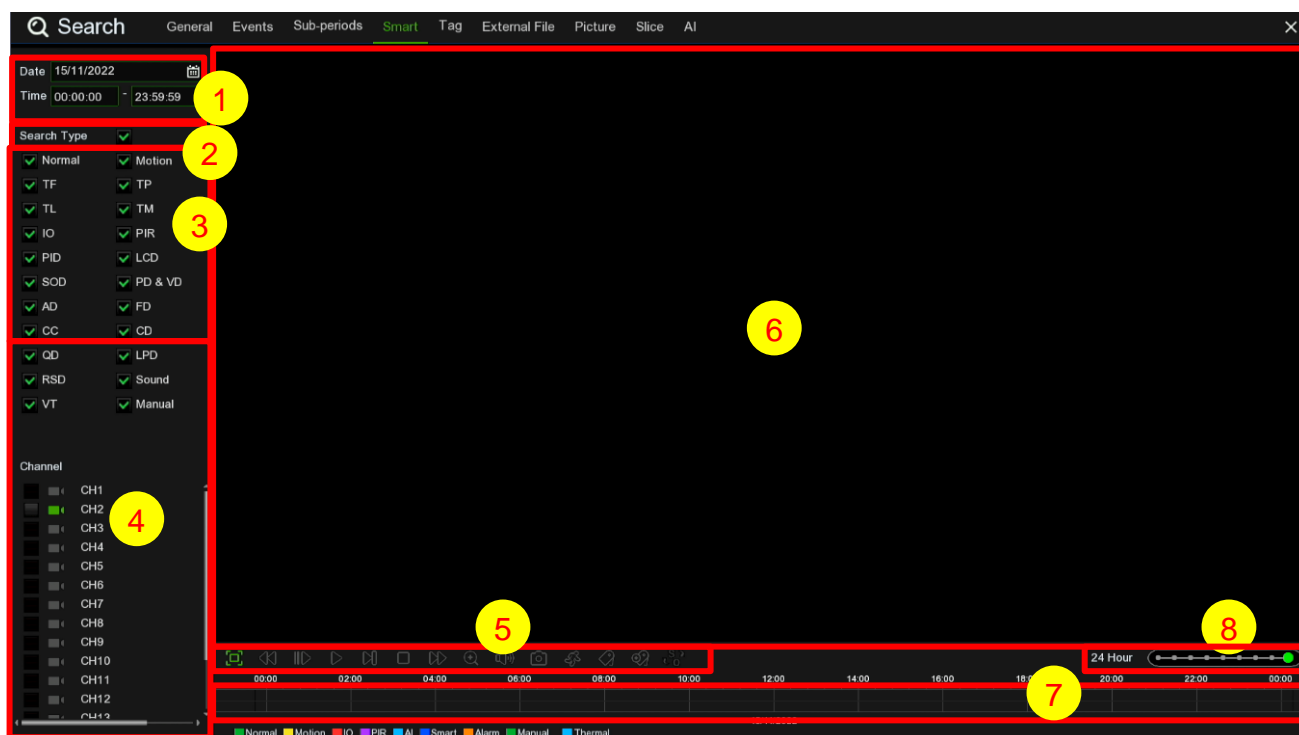 Search General Events Sub-periods Smart Tag External File Picture Slice AI
Date 15/11/2022
Time 00:00:00 - 23:59:59
1
Search Type
2
Normal Motion
TF TP
TL TM
3
IO PIR
PID LCD
SOD PD & VD
AD FD
6
CC CD
QD LPD
RSD Sound
VT Manual
Channel
CH1
CH2
4
CH3
CH4
CH5
CH6
CH7
CH8
5
8
CH9
CH10
24 Hour
CH11
00:00 02:00 04:00 06:00 08:00 10:00 12:00 14:00 16:00 20:00 22:00 00:00
7
CH12
CH13
Normal Motion IO PIR AI Smart Alarm Manual Thermal